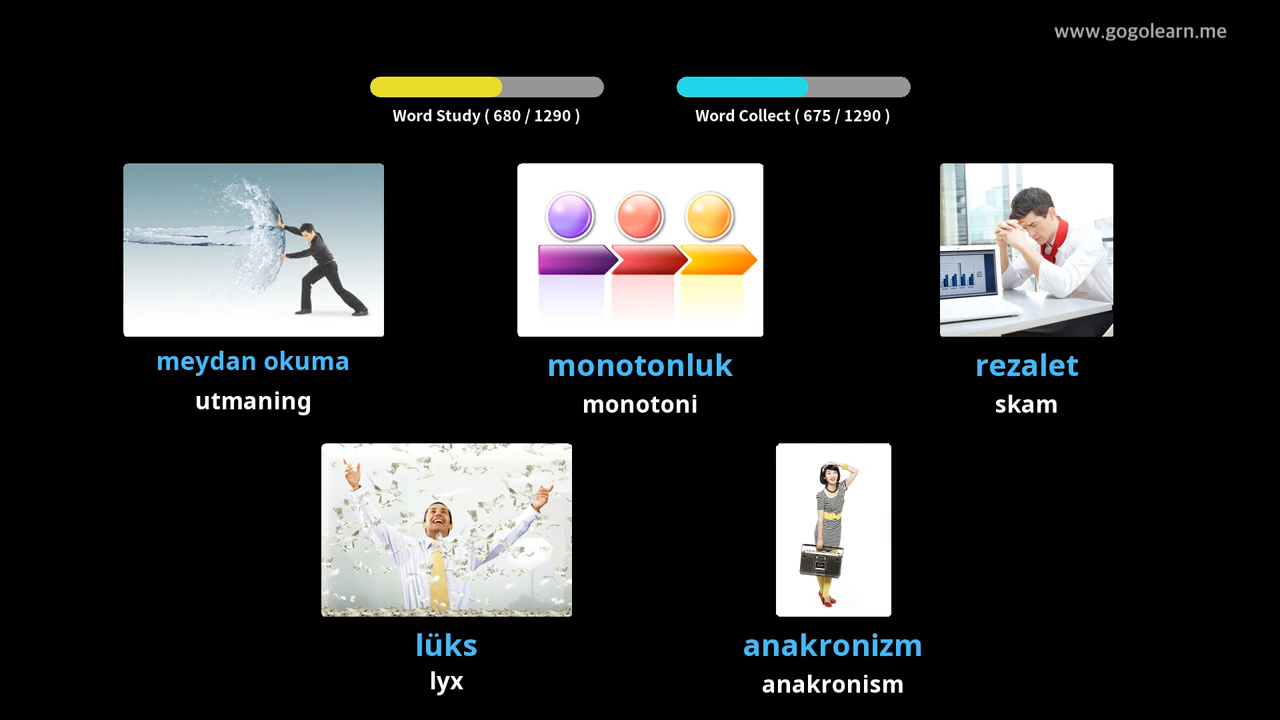 www.gogolearn.me
Word Study ( 680 / 1290 )
Word Collect ( 675 / 1290 )
meydan okuma
utmaning
monotonluk
monotoni
rezalet
skam
lüks
lyx
anakronizm
anakronism